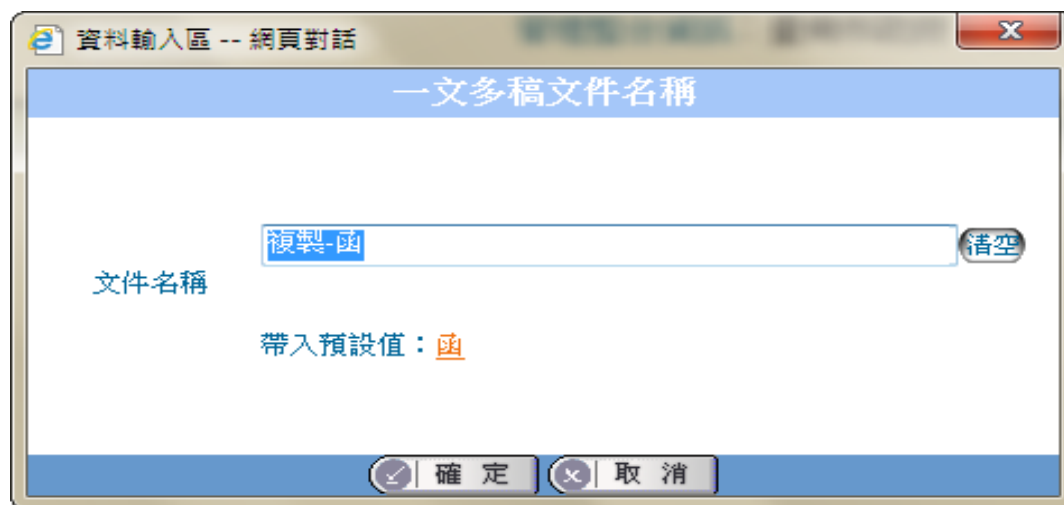 資料輸入區 -- 網頁對話
一文多稿文件名稱
複製-函
清空
文件名稱
帶入預設值：函
確 定
取 消